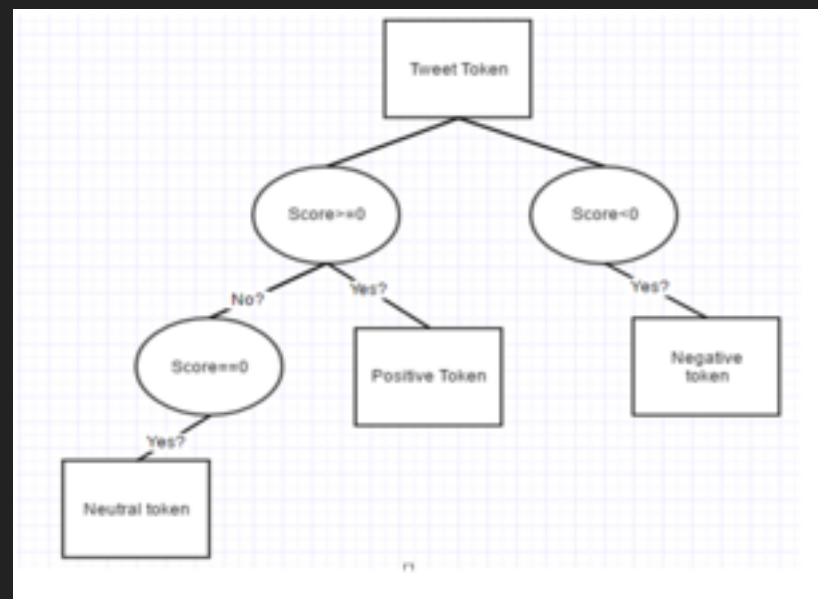 Tweet Token
Score>=0
Score<0
No?
Yes?
Yes?
Score==0
Positive Token
Negative
token
Yes?
Neutral token